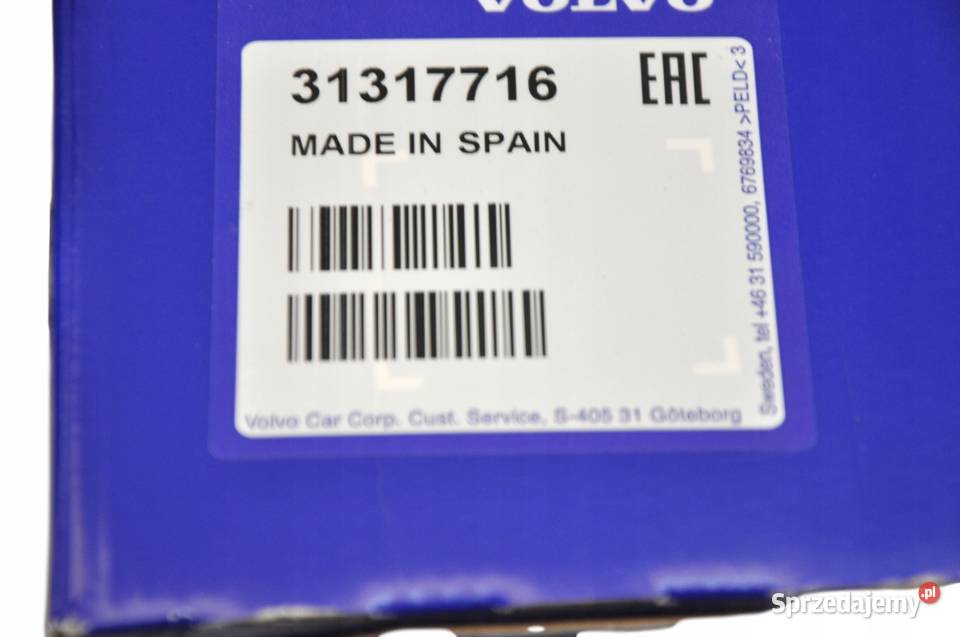 VOLVO
31317716
EAC
MADE IN SPAIN
Volvo Car Corp. Cust. Service, S-405 31 Göteborg
Sweden, tel +46 31 590000, 6769834 >PELD< 3
Sprzedajemy.pl